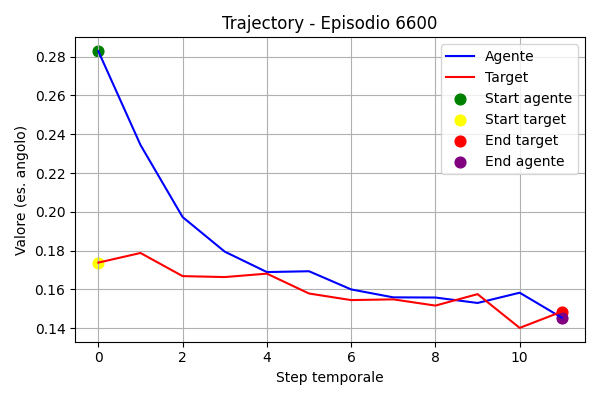 Trajectory - Episodio 6600
Agente
Target
Start agente
Start target
End target
End agente
Valore (es. angolo)
0.28
0.26
0.24
0.22
0.20
0.18
0.16
0.14
0 2 4 6 8 10
Step temporale